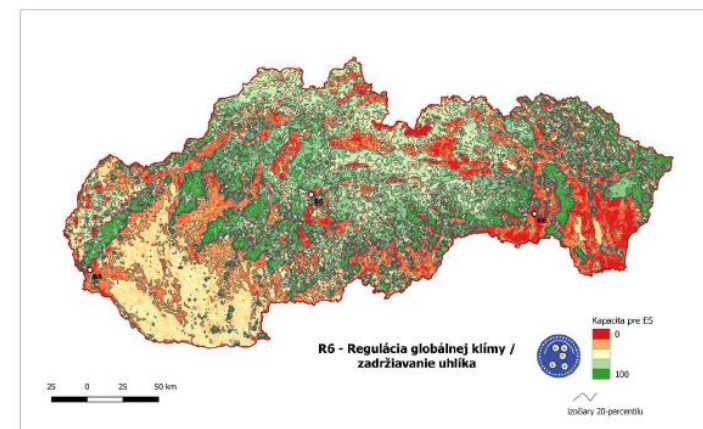 BA
BB
KE
R6 - Regulácia globálnej klímy /
zadržiavanie uhlíka
Kapacita pre ES
0
100
izočiary 20-percentilu
25 0 25 50 km